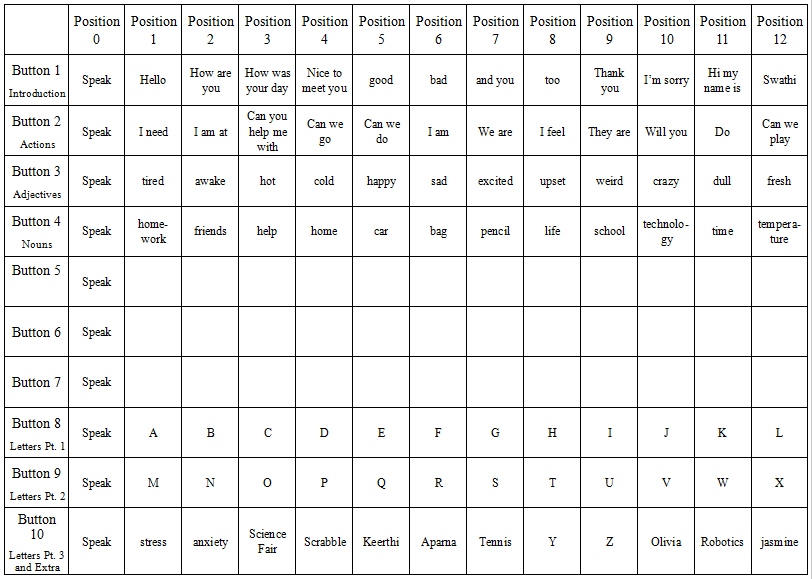 Position 0 Position 1 Position 2 Position 3 Position 4 Position 5 Position 6 Position 7 Position 8 Position 9 Position 10 Position 11 Position 12
Button 1 Introduction Speak Hello How are you How was your day Nice to meet you good bad and you too Thank you I'm sorry Hi my name is Swathi
Button 2 Actions Speak I need I am at Can you help me with Can we go Can we do I am We are I feel They are Will you Do Can we play
Button 3 Adjectives Speak tired awake hot cold happy sad excited upset weird crazy dull fresh
Button 4 Nouns Speak home-work friends help home car bag pencil life school technolo-gy time tempera-ture
Button 5 Speak
Button 6 Speak
Button 7 Speak
Button 8 Letters Pt. 1 Speak A B C D E F G H I J K L
Button 9 Letters Pt. 2 Speak M N O P Q R S T U V W X
Button 10 Letters Pt. 3 and Extra Speak stress anxiety Science Fair Scrabble Keerthi Aparna Tennis Y Z Olivia Robotics jasmine